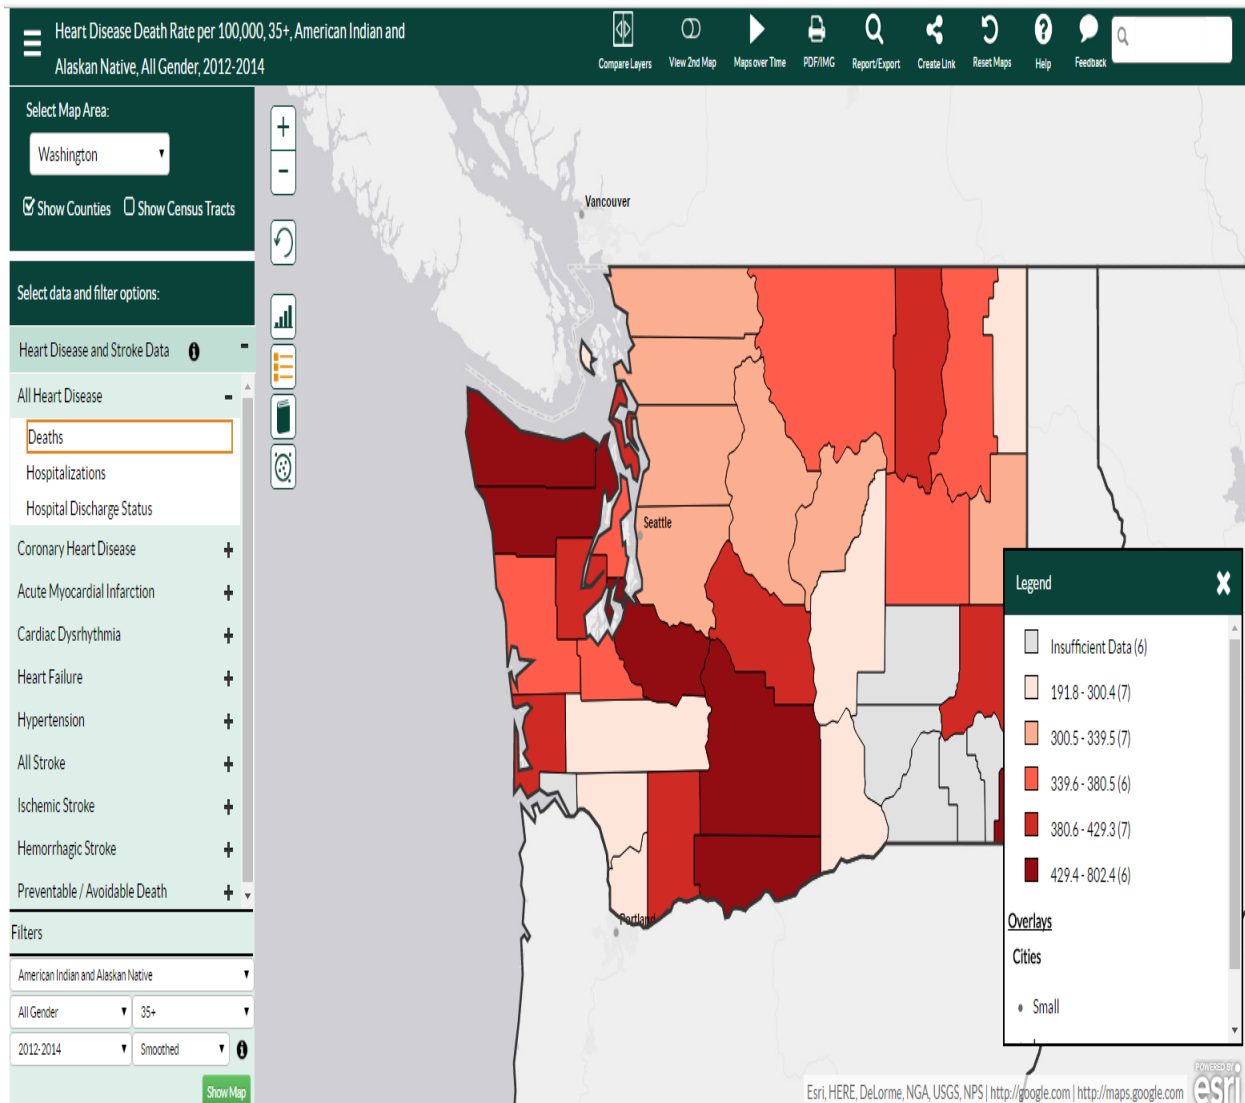 Heart Disease Death Rate per 100,000, 35+, American Indian and
Alaskan Native, All Gender, 2012-2014
Compare Layers
View 2nd Map
Maps over Time
PDF/IMG
Report/Export
Create Link
Reset Maps
Help
Feedback
Select Map Area:
Washington
Show Counties
Show Census Tracts
Select data and filter options:
Heart Disease and Stroke Data
All Heart Disease
Deaths
Hospitalizations
Hospital Discharge Status
Coronary Heart Disease
Acute Myocardial Infarction
Cardiac Dysrhythmia
Heart Failure
Hypertension
All Stroke
Ischemic Stroke
Hemorrhagic Stroke
Preventable / Avoidable Death
Filters
American Indian and Alaskan Native
All Gender
35+
2012-2014
Smoothed
Show Map
Vancouver
Seattle
Portland
Legend
Insufficient Data (6)
191.8 - 300.4 (7)
300.5 - 339.5 (7)
339.6 - 380.5 (6)
380.6 - 429.3 (7)
429.4 - 802.4 (6)
Overlays
Cities
Small
Esri, HERE, DeLorme, NGA, USGS, NPS | http://google.com | http://maps.google.com
POWERED BY
esri